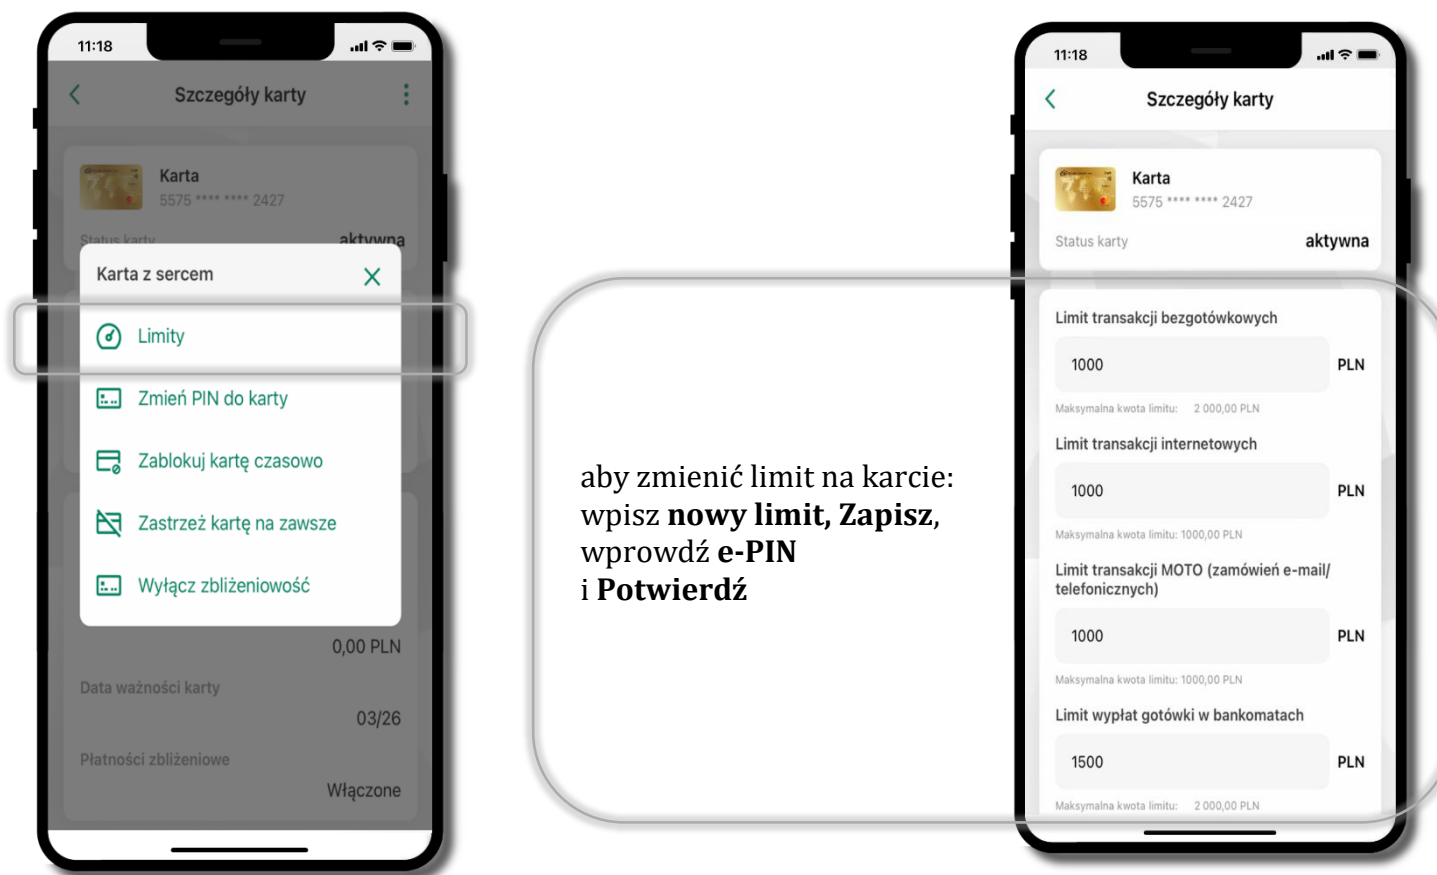 11:18
Szczegóły karty
Karta
5575 **** **** 2427
Status karty
aktywna
Karta z sercem
Limity
Zmień PIN do karty
Zablokuj kartę czasowo
Zastrzeż kartę na zawsze
Wyłącz zbliżeniowość
0,00 PLN
Data ważności karty
03/26
Płatności zbliżeniowe
Włączone
aby zmienić limit na karcie:
wpisz nowy limit, Zapisz,
wprowdź e-PIN
i Potwierdź
11:18
Szczegóły karty
Karta
5575 **** **** 2427
Status karty
aktywna
Limit transakcji bezgotówkowych
1000 PLN
Maksymalna kwota limitu: 2 000,00 PLN
Limit transakcji internetowych
1000 PLN
Maksymalna kwota limitu: 1000,00 PLN
Limit transakcji MOTO (zamówień e-mail/
telefonicznych)
1000 PLN
Maksymalna kwota limitu: 1000,00 PLN
Limit wypłat gotówki w bankomatach
1500 PLN
Maksymalna kwota limitu: 2 000,00 PLN